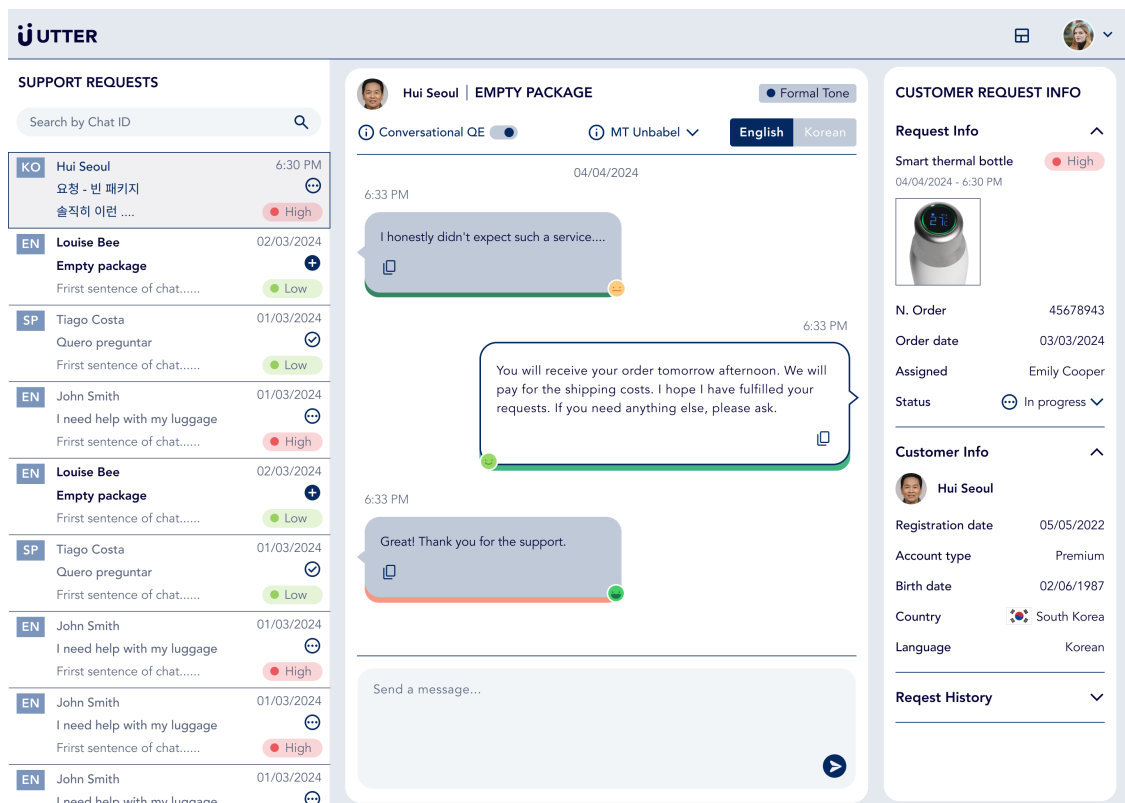 UTTER
SUPPORT REQUESTS
Search by Chat ID
KO Hui Seoul 6:30 PM
요청 - 빈 패키지
솔직히 이런 .... High
EN Louise Bee 02/03/2024
Empty package
Frirst sentence of chat...... Low
SP Tiago Costa 01/03/2024
Quero preguntar
Frirst sentence of chat...... Low
EN John Smith 01/03/2024
I need help with my luggage
Frirst sentence of chat...... High
EN Louise Bee 02/03/2024
Empty package
Frirst sentence of chat...... Low
SP Tiago Costa 01/03/2024
Quero preguntar
Frirst sentence of chat...... Low
EN John Smith 01/03/2024
I need help with my luggage
Frirst sentence of chat...... High
EN John Smith 01/03/2024
I need help with my luggage
Frirst sentence of chat...... High
EN John Smith 01/03/2024
I need help with my luggage
Hui Seoul | EMPTY PACKAGE Formal Tone
Conversational QE MT Unbabel English Korean
04/04/2024
6:33 PM
I honestly didn't expect such a service....
6:33 PM
You will receive your order tomorrow afternoon. We will
pay for the shipping costs. I hope I have fulfilled your
requests. If you need anything else, please ask.
6:33 PM
Great! Thank you for the support.
Send a message...
CUSTOMER REQUEST INFO
Request Info
Smart thermal bottle High
04/04/2024 - 6:30 PM
N. Order 45678943
Order date 03/03/2024
Assigned Emily Cooper
Status In progress
Customer Info
Hui Seoul
Registration date 05/05/2022
Account type Premium
Birth date 02/06/1987
Country South Korea
Language Korean
Reqest History